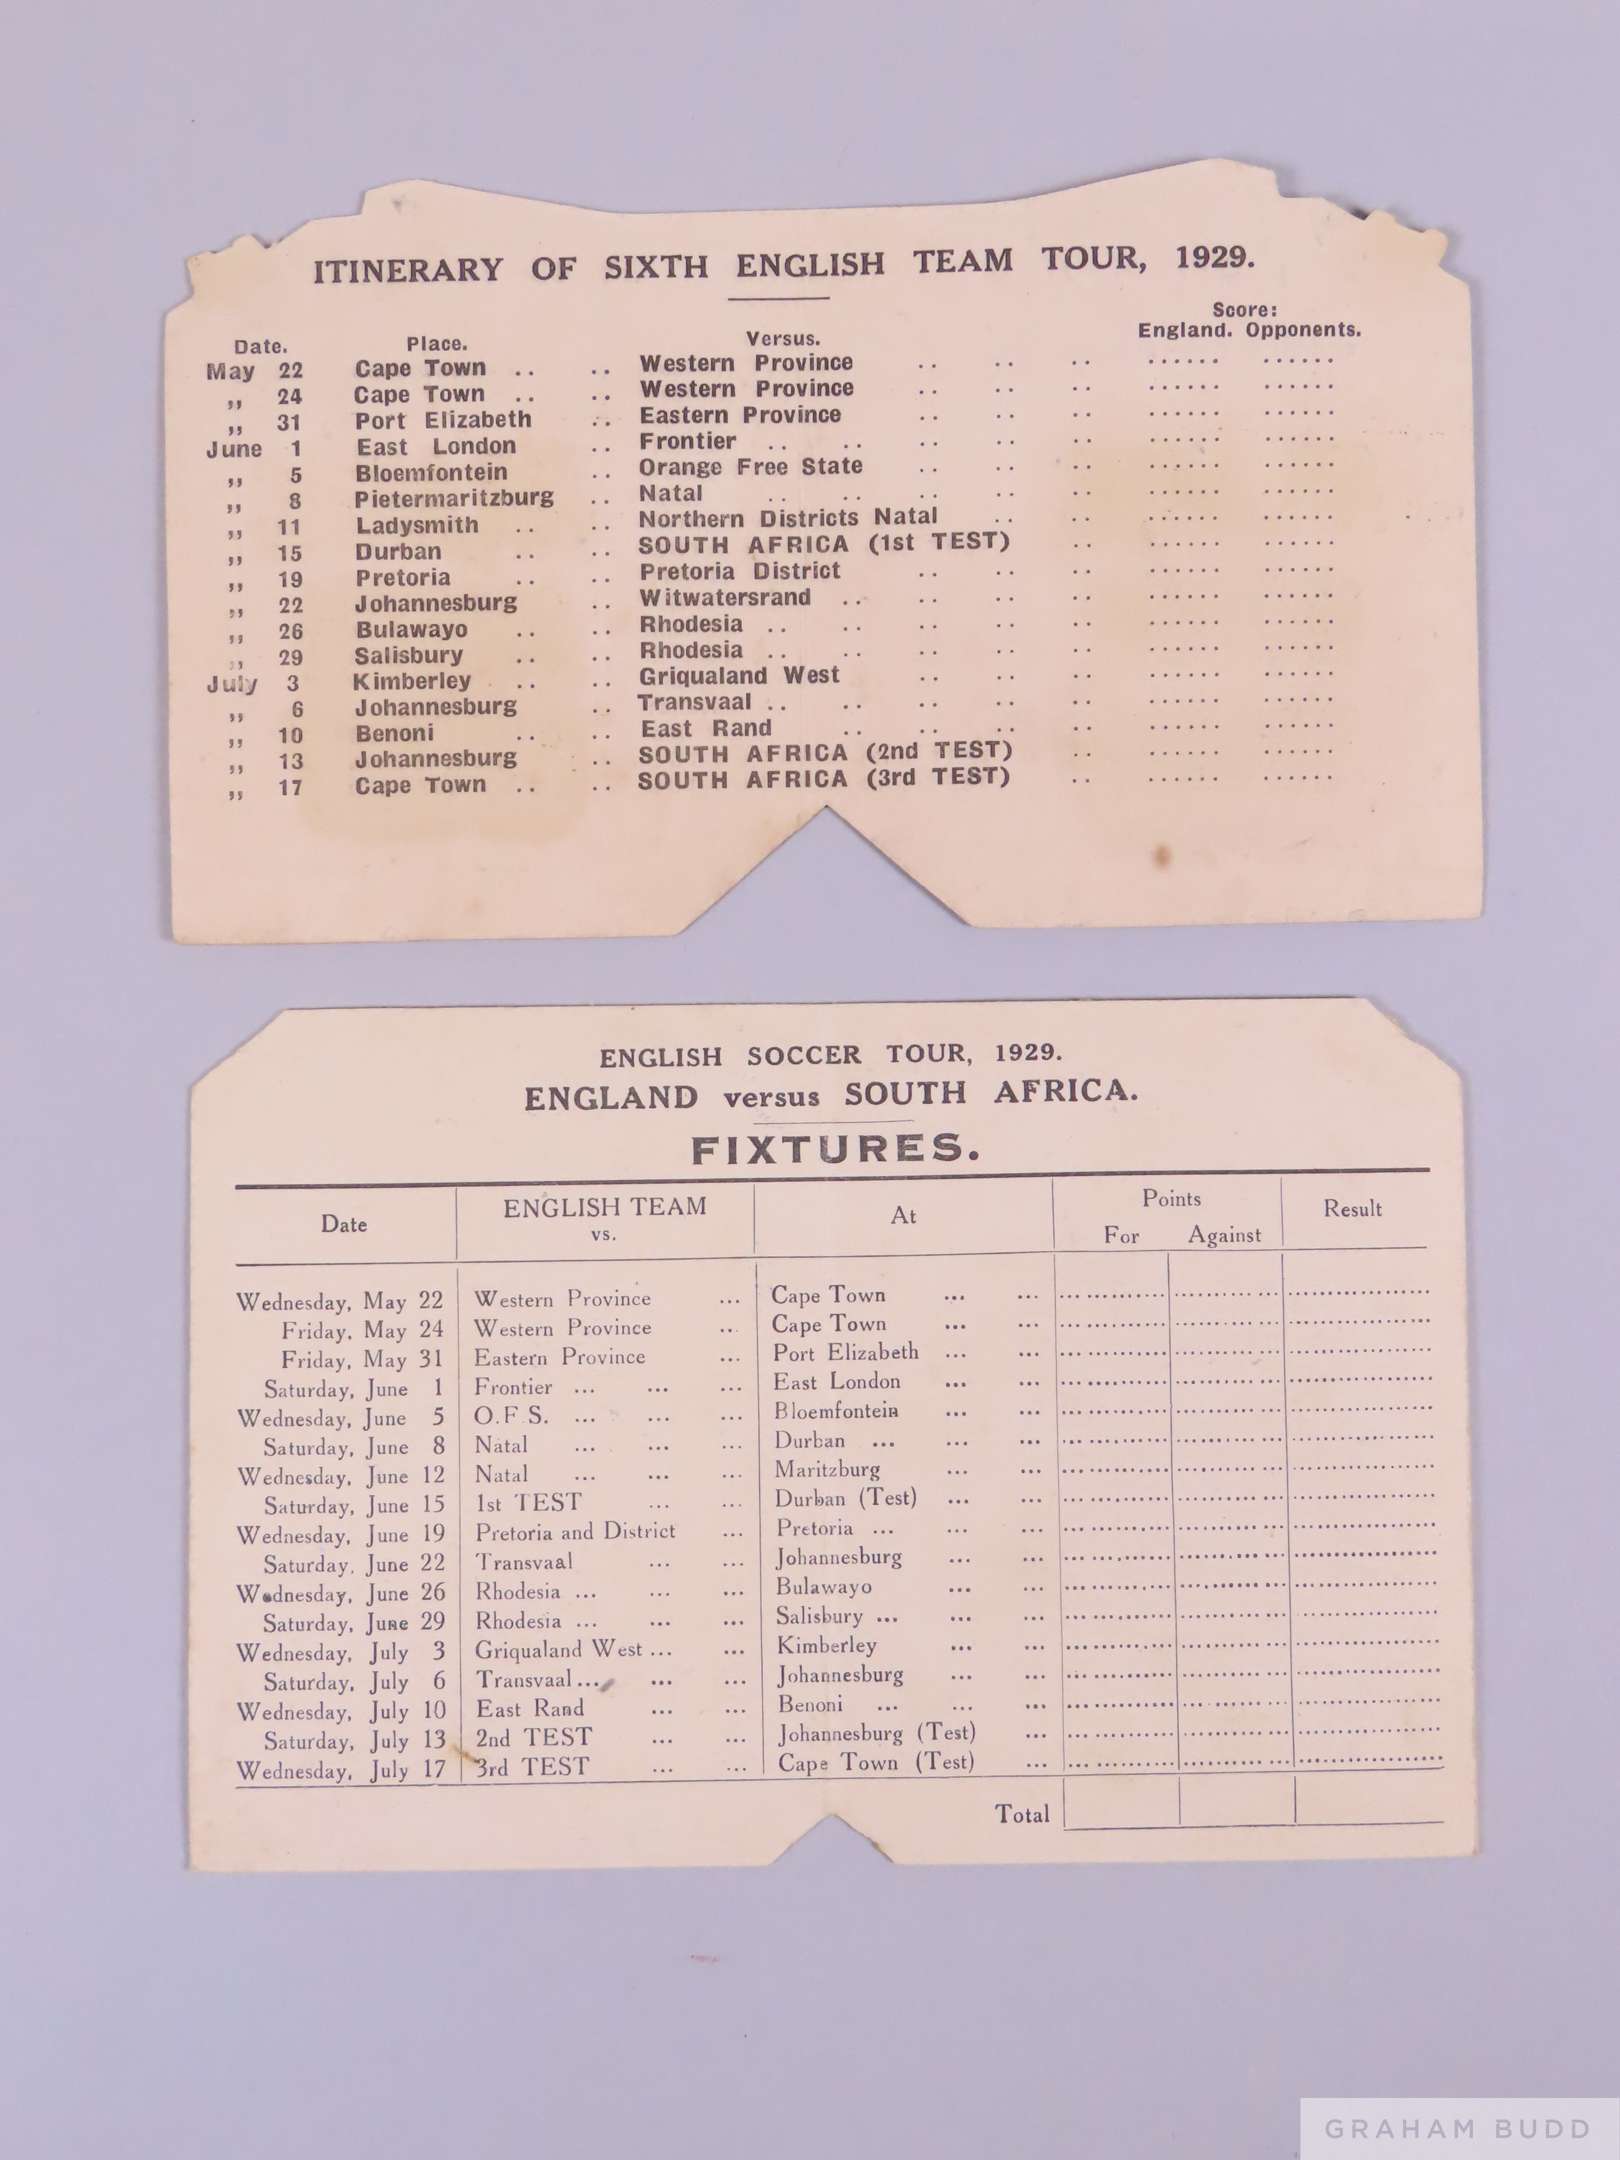 ITINERARY OF SIXTH ENGLISH TEAM TOUR, 1929.
Score:
Date. Place. Versus. England. Opponents.
May 22 Cape Town .. .. Western Province .. .. .. ...... ......
„ 24 Cape Town .. .. Western Province .. .. .. ...... ......
„ 31 Port Elizabeth .. Eastern Province .. .. .. ...... ......
June 1 East London .. Frontier .. .. .. .. .. ...... ......
„ 5 Bloemfontein .. Orange Free State .. .. .. ...... ......
„ 8 Pietermaritzburg .. Natal .. .. .. .. .. ...... ......
„ 11 Ladysmith .. .. Northern Districts Natal .. .. ...... ......
„ 15 Durban .. .. SOUTH AFRICA (1st TEST) .. ...... ......
„ 19 Pretoria .. .. Pretoria District .. .. .. ...... ......
„ 22 Johannesburg .. Witwatersrand .. .. .. .. ...... ......
„ 26 Bulawayo .. .. Rhodesia .. .. .. .. .. ...... ......
„ 29 Salisbury .. .. Rhodesia .. .. .. .. .. ...... ......
July 3 Kimberley .. .. Griqualand West .. .. .. ...... ......
„ 6 Johannesburg .. Transvaal .. .. .. .. .. ...... ......
„ 10 Benoni .. .. East Rand .. .. .. .. ...... ......
„ 13 Johannesburg .. SOUTH AFRICA (2nd TEST) .. ...... ......
„ 17 Cape Town .. .. SOUTH AFRICA (3rd TEST) .. ...... ......
ENGLISH SOCCER TOUR, 1929.
ENGLAND versus SOUTH AFRICA.
FIXTURES.
Date ENGLISH TEAM vs. At Points For Against Result
Wednesday, May 22 Western Province ... Cape Town ... ...
Friday, May 24 Western Province ... Cape Town ... ...
Friday, May 31 Eastern Province ... Port Elizabeth ... ...
Saturday, June 1 Frontier ... ... ... East London ... ...
Wednesday, June 5 O.F.S. ... ... ... Bloemfontein ... ...
Saturday, June 8 Natal ... ... ... Durban ... ... ...
Wednesday, June 12 Natal ... ... ... Maritzburg ... ...
Saturday, June 15 1st TEST ... ... Durban (Test) ... ...
Wednesday, June 19 Pretoria and District ... Pretoria ... ... ...
Saturday, June 22 Transvaal ... ... Johannesburg ... ...
Wednesday, June 26 Rhodesia ... ... ... Bulawayo ... ...
Saturday, June 29 Rhodesia ... ... ... Salisbury ... ... ...
Wednesday, July 3 Griqualand West ... ... Kimberley ... ...
Saturday, July 6 Transvaal ... ... ... Johannesburg ... ...
Wednesday, July 10 East Rand ... ... Benoni ... ... ...
Saturday, July 13 2nd TEST ... ... Johannesburg (Test) ...
Wednesday, July 17 3rd TEST ... ... Cape Town (Test) ...
Total
GRAHAM BUDD